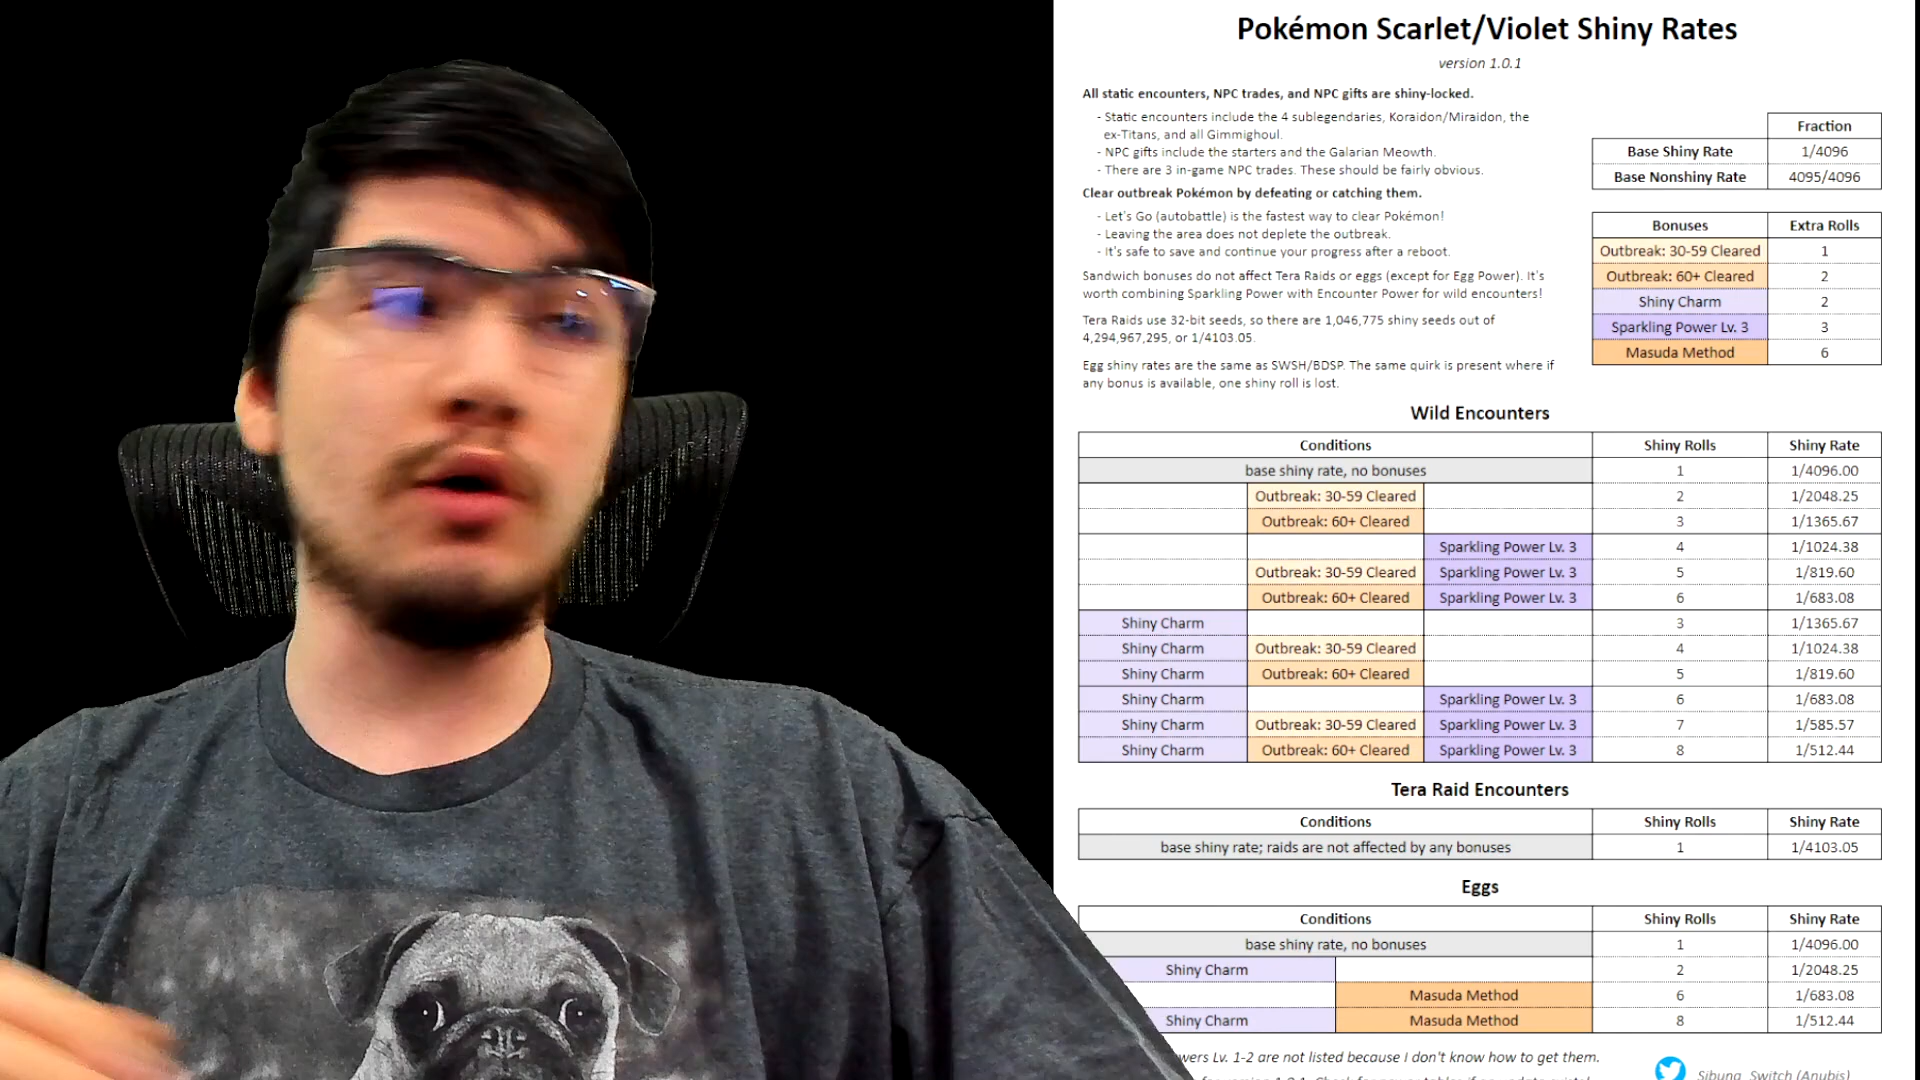 Pokémon Scarlet/Violet Shiny Rates
version 1.0.1
All static encounters, NPC trades, and NPC gifts are shiny-locked.
- Static encounters include the 4 sublegendaries, Koraidon/Miraidon, the
ex-Titans, and all Gimmighoul.
- NPC gifts include the starters and the Galarian Meowth.
- There are 3 in-game NPC trades. These should be fairly obvious.
Clear outbreak Pokémon by defeating or catching them.
- Let's Go (autobattle) is the fastest way to clear Pokémon!
- Leaving the area does not deplete the outbreak.
- It's safe to save and continue your progress after a reboot.
Sandwich bonuses do not affect Tera Raids or eggs (except for Egg Power). It's
worth combining Sparkling Power with Encounter Power for wild encounters!
Tera Raids use 32-bit seeds, so there are 1,046,775 shiny seeds out of
4,294,967,295, or 1/4103.05.
Egg shiny rates are the same as SWSH/BDSP. The same quirk is present where if
any bonus is available, one shiny roll is lost.
Fraction
Base Shiny Rate 1/4096
Base Nonshiny Rate 4095/4096
Bonuses Extra Rolls
Outbreak: 30-59 Cleared 1
Outbreak: 60+ Cleared 2
Shiny Charm 2
Sparkling Power Lv. 3 3
Masuda Method 6
Wild Encounters
Conditions Shiny Rolls Shiny Rate
base shiny rate, no bonuses 1 1/4096.00
Outbreak: 30-59 Cleared 2 1/2048.25
Outbreak: 60+ Cleared 3 1/1365.67
Sparkling Power Lv. 3 4 1/1024.38
Outbreak: 30-59 Cleared Sparkling Power Lv. 3 5 1/819.60
Outbreak: 60+ Cleared Sparkling Power Lv. 3 6 1/683.08
Shiny Charm 3 1/1365.67
Shiny Charm Outbreak: 30-59 Cleared 4 1/1024.38
Shiny Charm Outbreak: 60+ Cleared 5 1/819.60
Shiny Charm Sparkling Power Lv. 3 6 1/683.08
Shiny Charm Outbreak: 30-59 Cleared Sparkling Power Lv. 3 7 1/585.57
Shiny Charm Outbreak: 60+ Cleared Sparkling Power Lv. 3 8 1/512.44
Tera Raid Encounters
Conditions Shiny Rolls Shiny Rate
base shiny rate; raids are not affected by any bonuses 1 1/4103.05
Eggs
Conditions Shiny Rolls Shiny Rate
base shiny rate, no bonuses 1 1/4096.00
Shiny Charm 2 1/2048.25
Masuda Method 6 1/683.08
Shiny Charm Masuda Method 8 1/512.44
wers Lv. 1-2 are not listed because I don't know how to get them.
Sibuna_Switch (Anubis)